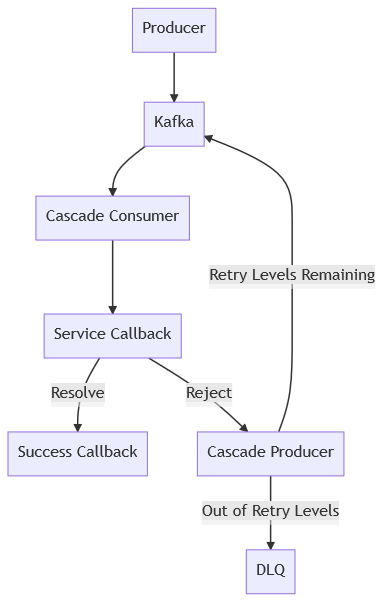 Producer
Kafka
Cascade Consumer
Retry Levels Remaining
Service Callback
Resolve
Reject
Success Callback
Cascade Producer
Out of Retry Levels
DLQ